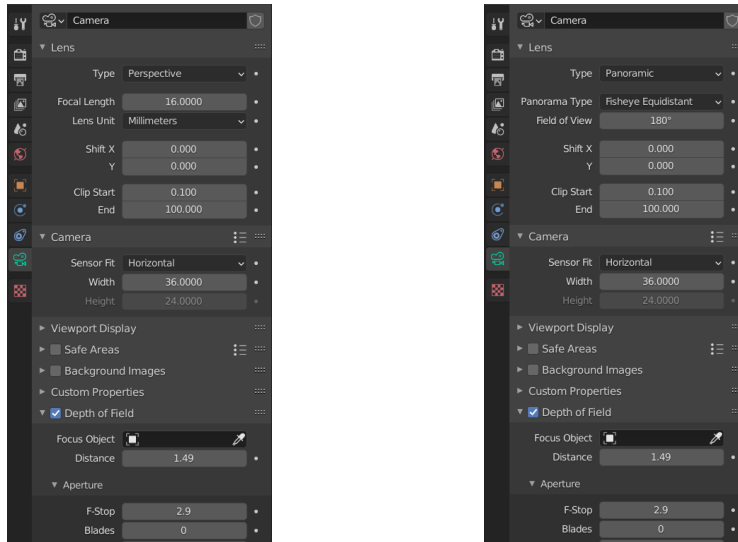 Camera
Lens
Type Perspective
Focal Length 16.0000
Lens Unit Millimeters
Shift X 0.000
Y 0.000
Clip Start 0.100
End 100.000
Camera
Sensor Fit Horizontal
Width 36.0000
Height 24.0000
Viewport Display
Safe Areas
Background Images
Custom Properties
Depth of Field
Focus Object
Distance 1.49
Aperture
F-Stop 2.9
Blades 0
Camera
Lens
Type Panoramic
Panorama Type Fisheye Equidistant
Field of View 180°
Shift X 0.000
Y 0.000
Clip Start 0.100
End 100.000
Camera
Sensor Fit Horizontal
Width 36.0000
Height 24.0000
Viewport Display
Safe Areas
Background Images
Custom Properties
Depth of Field
Focus Object
Distance 1.49
Aperture
F-Stop 2.9
Blades 0